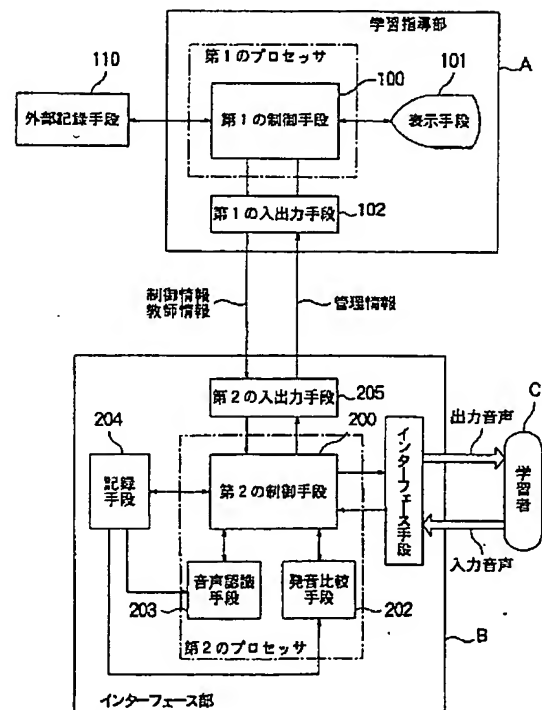 学習指導部
A
110
第1のプロセッサ
100
101
外部記録手段
第1の制御手段
表示手段
第1の入出力手段
102
制御情報
教師情報
管理情報
第2の入出力手段
205
204
200
C
記録
手段
第2の制御手段
インターフェース手段
出力音声
学習者
入力音声
音声認識
手段
発音比較
手段
203
202
第2のプロセッサ
B
インターフェース部